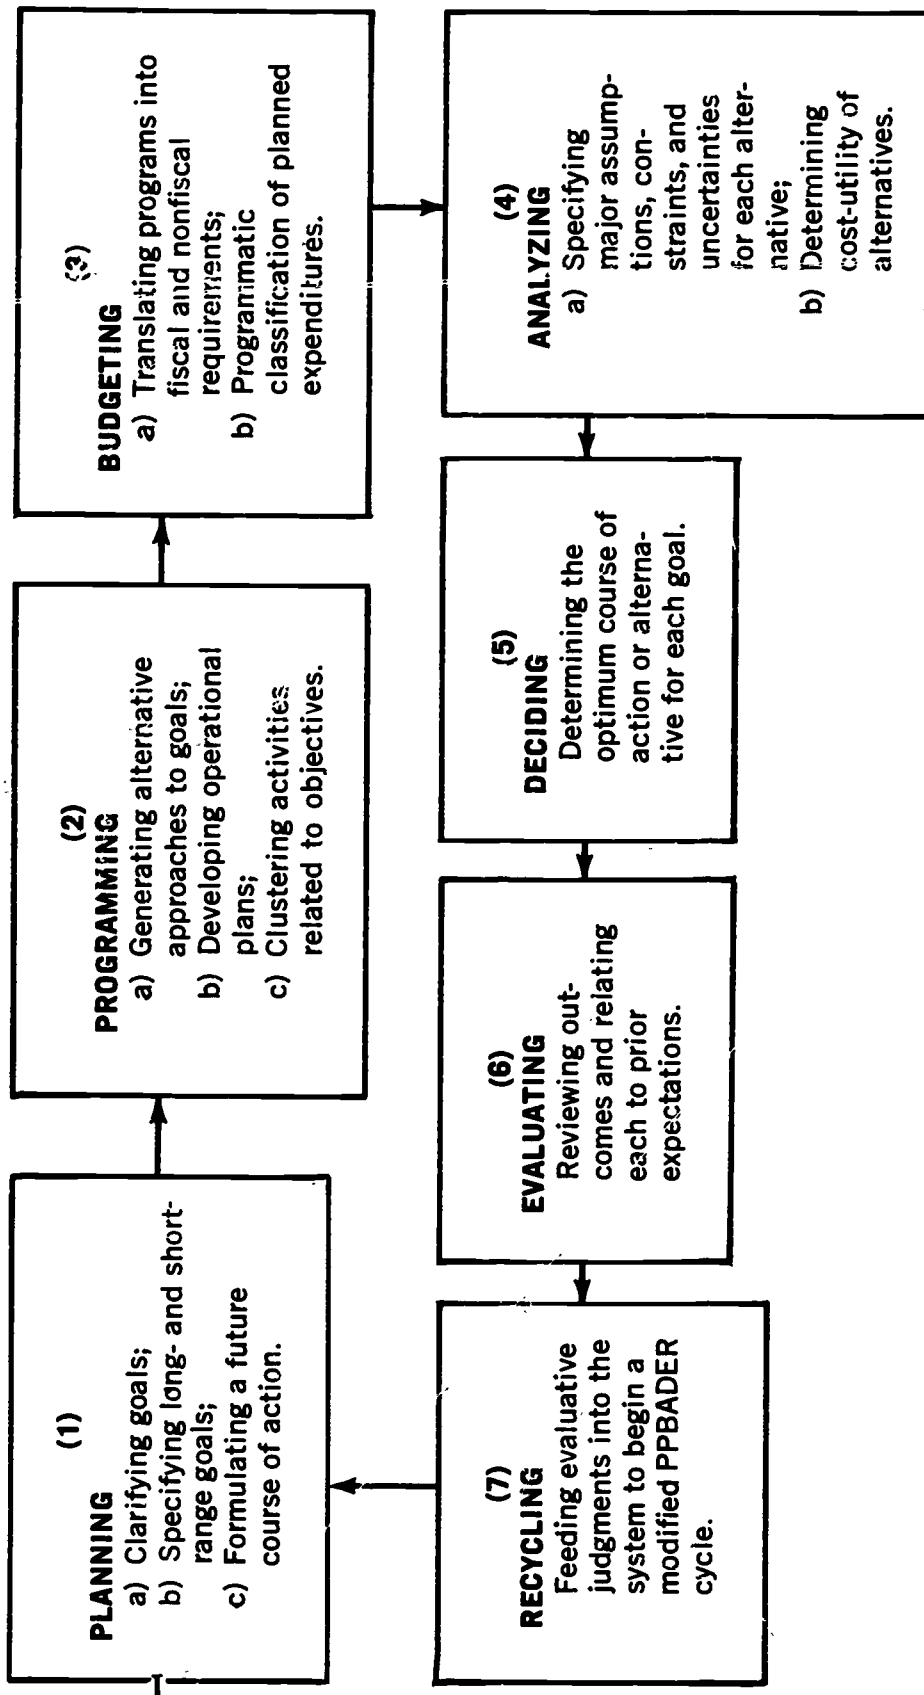 (1)
PLANNING
a) Clarifying goals;
b) Specifying long- and short-
range goals;
c) Formulating a future
course of action.
(2)
PROGRAMMING
a) Generating alternative
approaches to goals;
b) Developing operational
plans;
c) Clustering activities
related to objectives.
(3)
BUDGETING
a) Translating programs into
fiscal and nonfiscal
requirements;
b) Programmatic
classification of planned
expenditures.
(4)
ANALYZING
a) Specifying
major assump-
tions, con-
straints, and
uncertainties
for each alter-
native;
b) Determining
cost-utility of
alternatives.
(5)
DECIDING
Determining the
optimum course of
action or alterna-
tive for each goal.
(6)
EVALUATING
Reviewing out-
comes and relating
each to prior
expectations.
(7)
RECYCLING
Feeding evaluative
judgments into the
system to begin a
modified PPBADER
cycle.